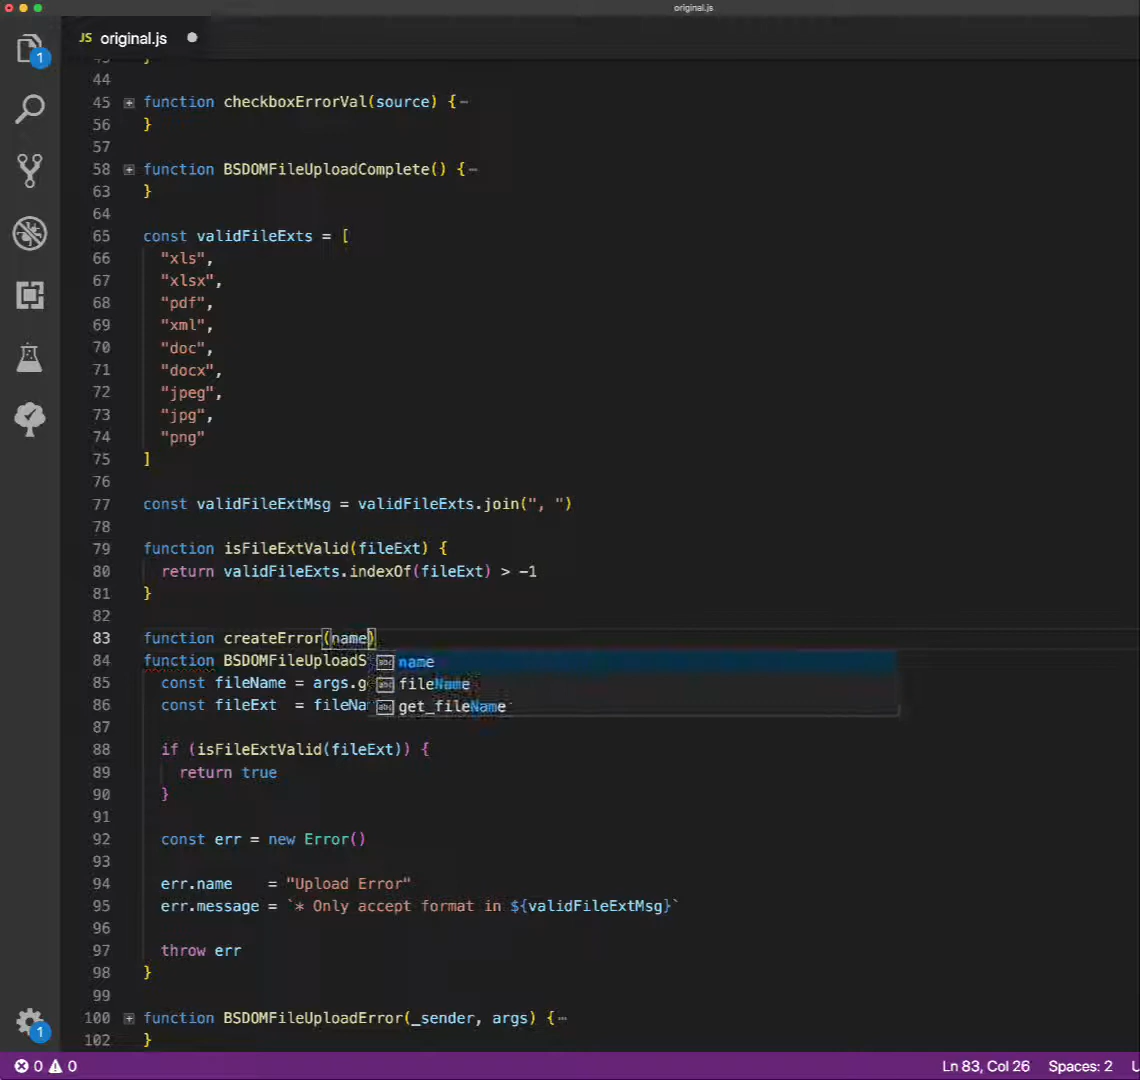 original.js
JS original.js
1
44
45 function checkboxErrorVal(source) {
56 }
57
58 function BSDOMFileUploadComplete() {
63 }
64
65 const validFileExts = [
66 "xls",
67 "xlsx",
68 "pdf",
69 "xml",
70 "doc",
71 "docx",
72 "jpeg",
73 "jpg",
74 "png"
75 ]
76
77 const validFileExtMsg = validFileExts.join(", ")
78
79 function isFileExtValid(fileExt) {
80 return validFileExts.indexOf(fileExt) > -1
81 }
82
83 function createError(name)
84 function BSDOMFileUploadS
name
85 const fileName = args.g
fileName
86 const fileExt = fileNa
get_fileName
87
88 if (isFileExtValid(fileExt)) {
89 return true
90 }
91
92 const err = new Error()
93
94 err.name = "Upload Error"
95 err.message = `* Only accept format in ${validFileExtMsg}`
96
97 throw err
98 }
99
100 function BSDOMFileUploadError(_sender, args) {
102 }
1
0 0 Ln 83, Col 26 Spaces: 2